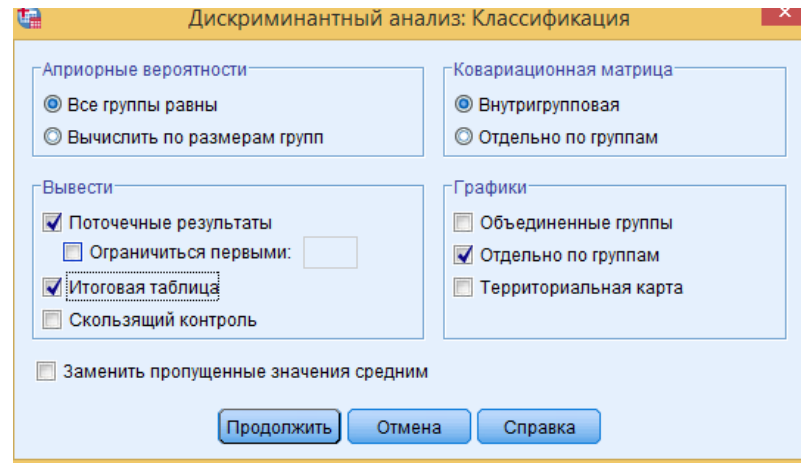 Дискриминантный анализ: Классификация
Априорные вероятности
Все группы равны
Вычислить по размерам групп
Ковариационная матрица
Внутригрупповая
Отдельно по группам
Вывести
Поточечные результаты
Ограничиться первыми:
Итоговая таблица
Скользящий контроль
Графики
Объединенные группы
Отдельно по группам
Территориальная карта
Заменить пропущенные значения средним
Продолжить Отмена Справка